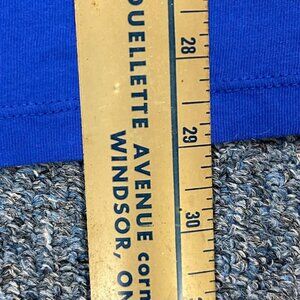 OUELLETTE AVENUE corn
WINDSOR, ON
28
29
30